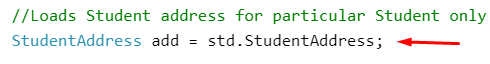 //Loads Student address for particular Student only
StudentAddress add = std.StudentAddress;